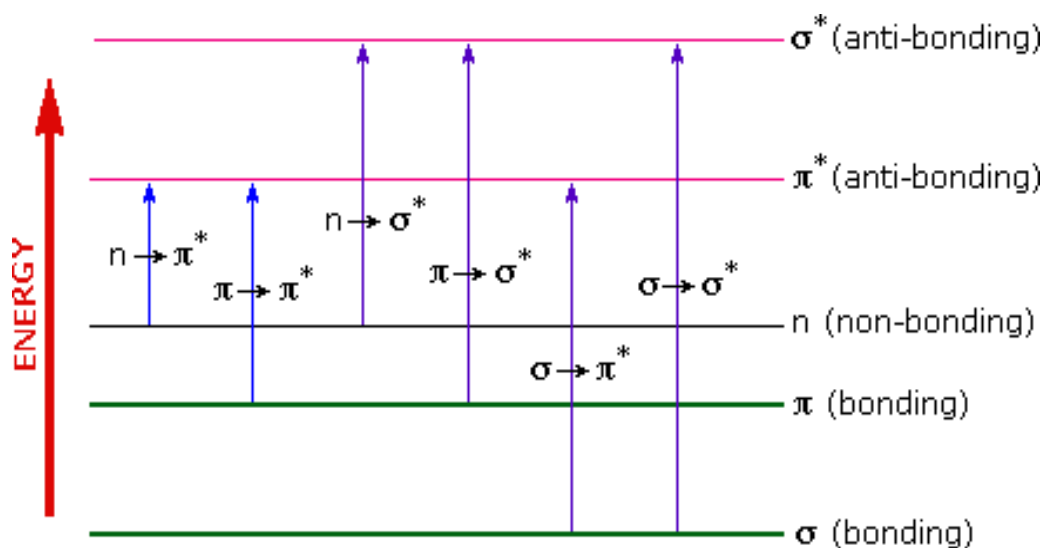 σ* (anti-bonding)
π* (anti-bonding)
n → σ*
n → π*
π → σ*
π → π*
σ → σ*
n (non-bonding)
σ → π*
π (bonding)
σ (bonding)
ENERGY